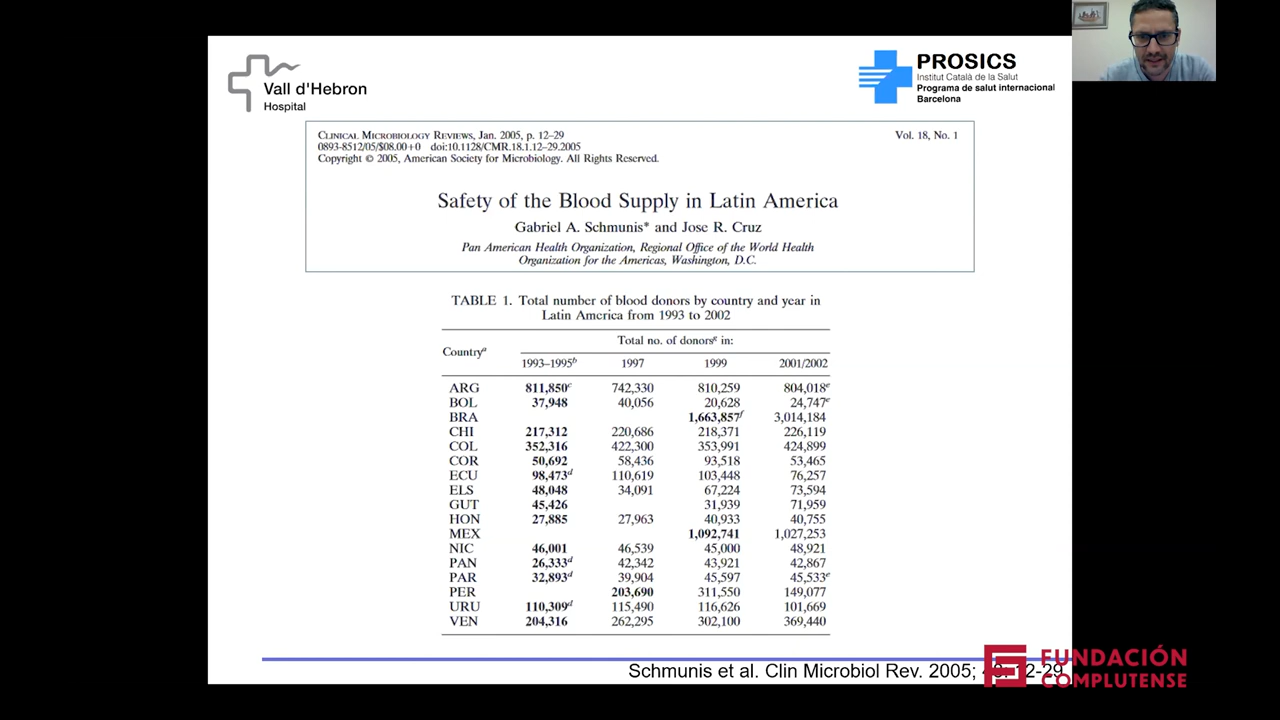 Vall d'Hebron
Hospital
PROSICS
Institut Català de la Salut
Programa de salut internacional
Barcelona
CLINICAL MICROBIOLOGY REVIEWS, Jan. 2005, p. 12–29
Vol. 18, No. 1
0893-8512/05/$08.00+0 doi:10.1128/CMR.18.1.12–29.2005
Copyright © 2005, American Society for Microbiology. All Rights Reserved.
Safety of the Blood Supply in Latin America
Gabriel A. Schmunis* and Jose R. Cruz
Pan American Health Organization, Regional Office of the World Health
Organization for the Americas, Washington, D.C.
TABLE 1. Total number of blood donors by country and year in
Latin America from 1993 to 2002
Country^a
Total no. of donors^g in:
1993–1995^b 1997 1999 2001/2002
ARG 811,850^c 742,330 810,259 804,018^e
BOL 37,948 40,056 20,628 24,747^e
BRA 1,663,857^f 3,014,184
CHI 217,312 220,686 218,371 226,119
COL 352,316 422,300 353,991 424,899
COR 50,692 58,436 93,518 53,465
ECU 98,473^d 110,619 103,448 76,257
ELS 48,048 34,091 67,224 73,594
GUT 45,426 31,939 71,959
HON 27,885 27,963 40,933 40,755
MEX 1,092,741 1,027,253
NIC 46,001 46,539 45,000 48,921
PAN 26,333^d 42,342 43,921 42,867
PAR 32,893^d 39,904 45,597 45,533^e
PER 203,690 311,550 149,077
URU 110,309^d 115,490 116,626 101,669
VEN 204,316 262,295 302,100 369,440
Schmunis et al. Clin Microbiol Rev. 2005; 12-29
FUNDACIÓN
COMPLUTENSE